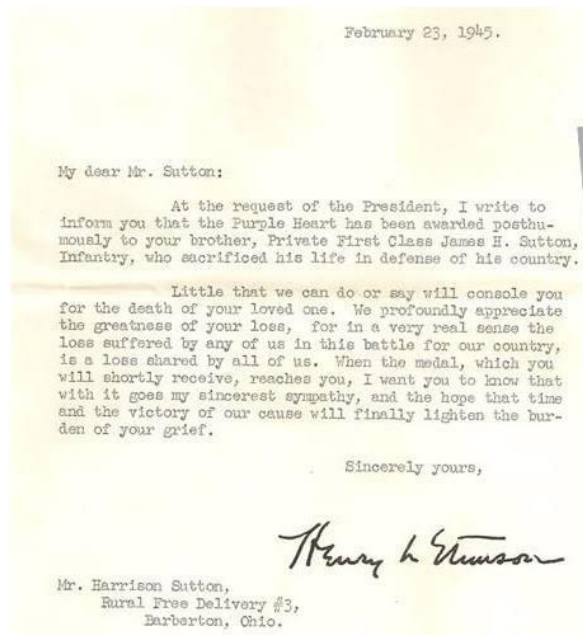 February 23, 1945.
My dear Mr. Sutton:
At the request of the President, I write to
inform you that the Purple Heart has been awarded posthu-
mously to your brother, Private First Class James H. Sutton,
Infantry, who sacrificed his life in defense of his country.
Little that we can do or say will console you
for the death of your loved one. We profoundly appreciate
the greatness of your loss, for in a very real sense the
loss suffered by any of us in this battle for our country,
is a loss shared by all of us. When the medal, which you
will shortly receive, reaches you, I want you to know that
with it goes my sincerest sympathy, and the hope that time
and the victory of our cause will finally lighten the bur-
den of your grief.
Sincerely yours,
Henry L Stimson
Mr. Harrison Sutton,
Rural Free Delivery #3,
Barberton, Ohio.